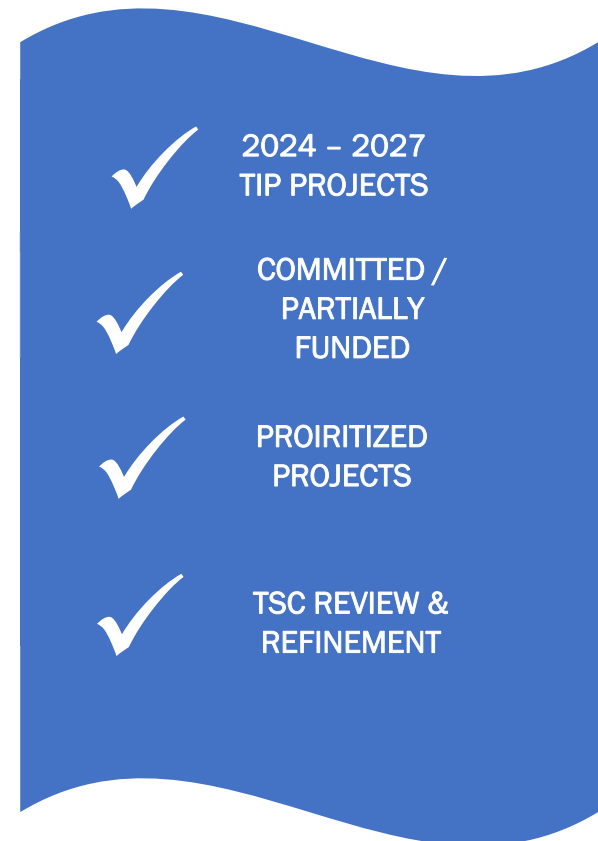 2024 – 2027
TIP PROJECTS
COMMITTED /
PARTIALLY
FUNDED
PROIRITIZED
PROJECTS
TSC REVIEW &
REFINEMENT